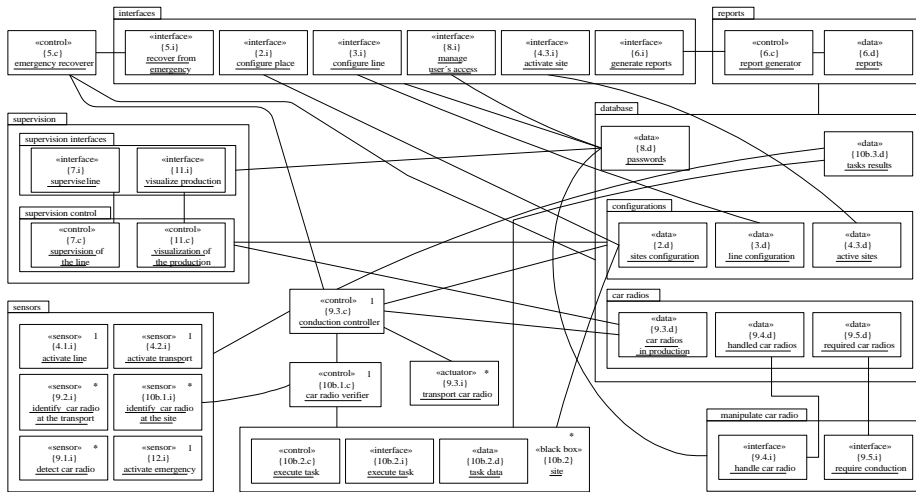 interfaces
reports
«control»
{5.c}
emergency recoverer
«interface»
{5.i}
recover from
emergency
«interface»
{2.i}
configure place
«interface»
{3.i}
configure line
«interface»
{8.i}
manage
user´s access
«interface»
{4.3.i}
activate site
«interface»
{6.i}
generate reports
«control»
{6.c}
report generator
«data»
{6.d}
reports
supervision
supervision interfaces
«interface»
{7.i}
supervise line
«interface»
{11.i}
visualize production
supervision control
«control»
{7.c}
supervision of
the line
«control»
{11.c}
visualization of
the production
database
«data»
{8.d}
passwords
«data»
{10b.3.d}
tasks results
configurations
«data»
{2.d}
sites configuration
«data»
{3.d}
line configuration
«data»
{4.3.d}
active sites
car radios
«data»
{9.3.d}
car radios
in production
«data»
{9.4.d}
handled car radios
«data»
{9.5.d}
required car radios
sensors
«sensor» 1
{4.1.i}
activate line
«sensor» 1
{4.2.i}
activate transport
«sensor» *
{9.2.i}
identify car radio
at the transport
«sensor» *
{10b.1.i}
identify car radio
at the site
«sensor» *
{9.1.i}
detect car radio
«sensor» 1
{12.i}
activate emergency
«control» 1
{9.3.c}
conduction controller
«control» 1
{10b.1.c}
car radio verifier
«actuator» *
{9.3.i}
transport car radio
«control»
{10b.2.c}
execute task
«interface»
{10b.2.i}
execute task
«data»
{10b.2.d}
task data
*
«black box»
{10b.2}
site
manipulate car radio
«interface»
{9.4.i}
handle car radio
«interface»
{9.5.i}
require conduction